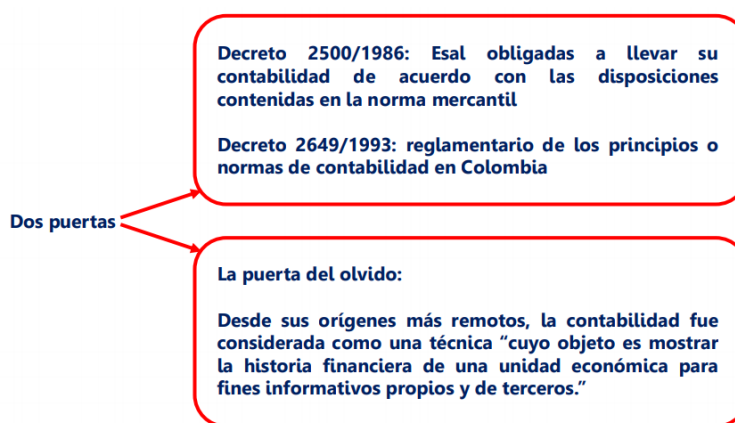 Decreto 2500/1986: Esal obligadas a llevar su
contabilidad de acuerdo con las disposiciones
contenidas en la norma mercantil
Decreto 2649/1993: reglamentario de los principios o
normas de contabilidad en Colombia
Dos puertas
La puerta del olvido:
Desde sus orígenes más remotos, la contabilidad fue
considerada como una técnica “cuyo objeto es mostrar
la historia financiera de una unidad económica para
fines informativos propios y de terceros.”